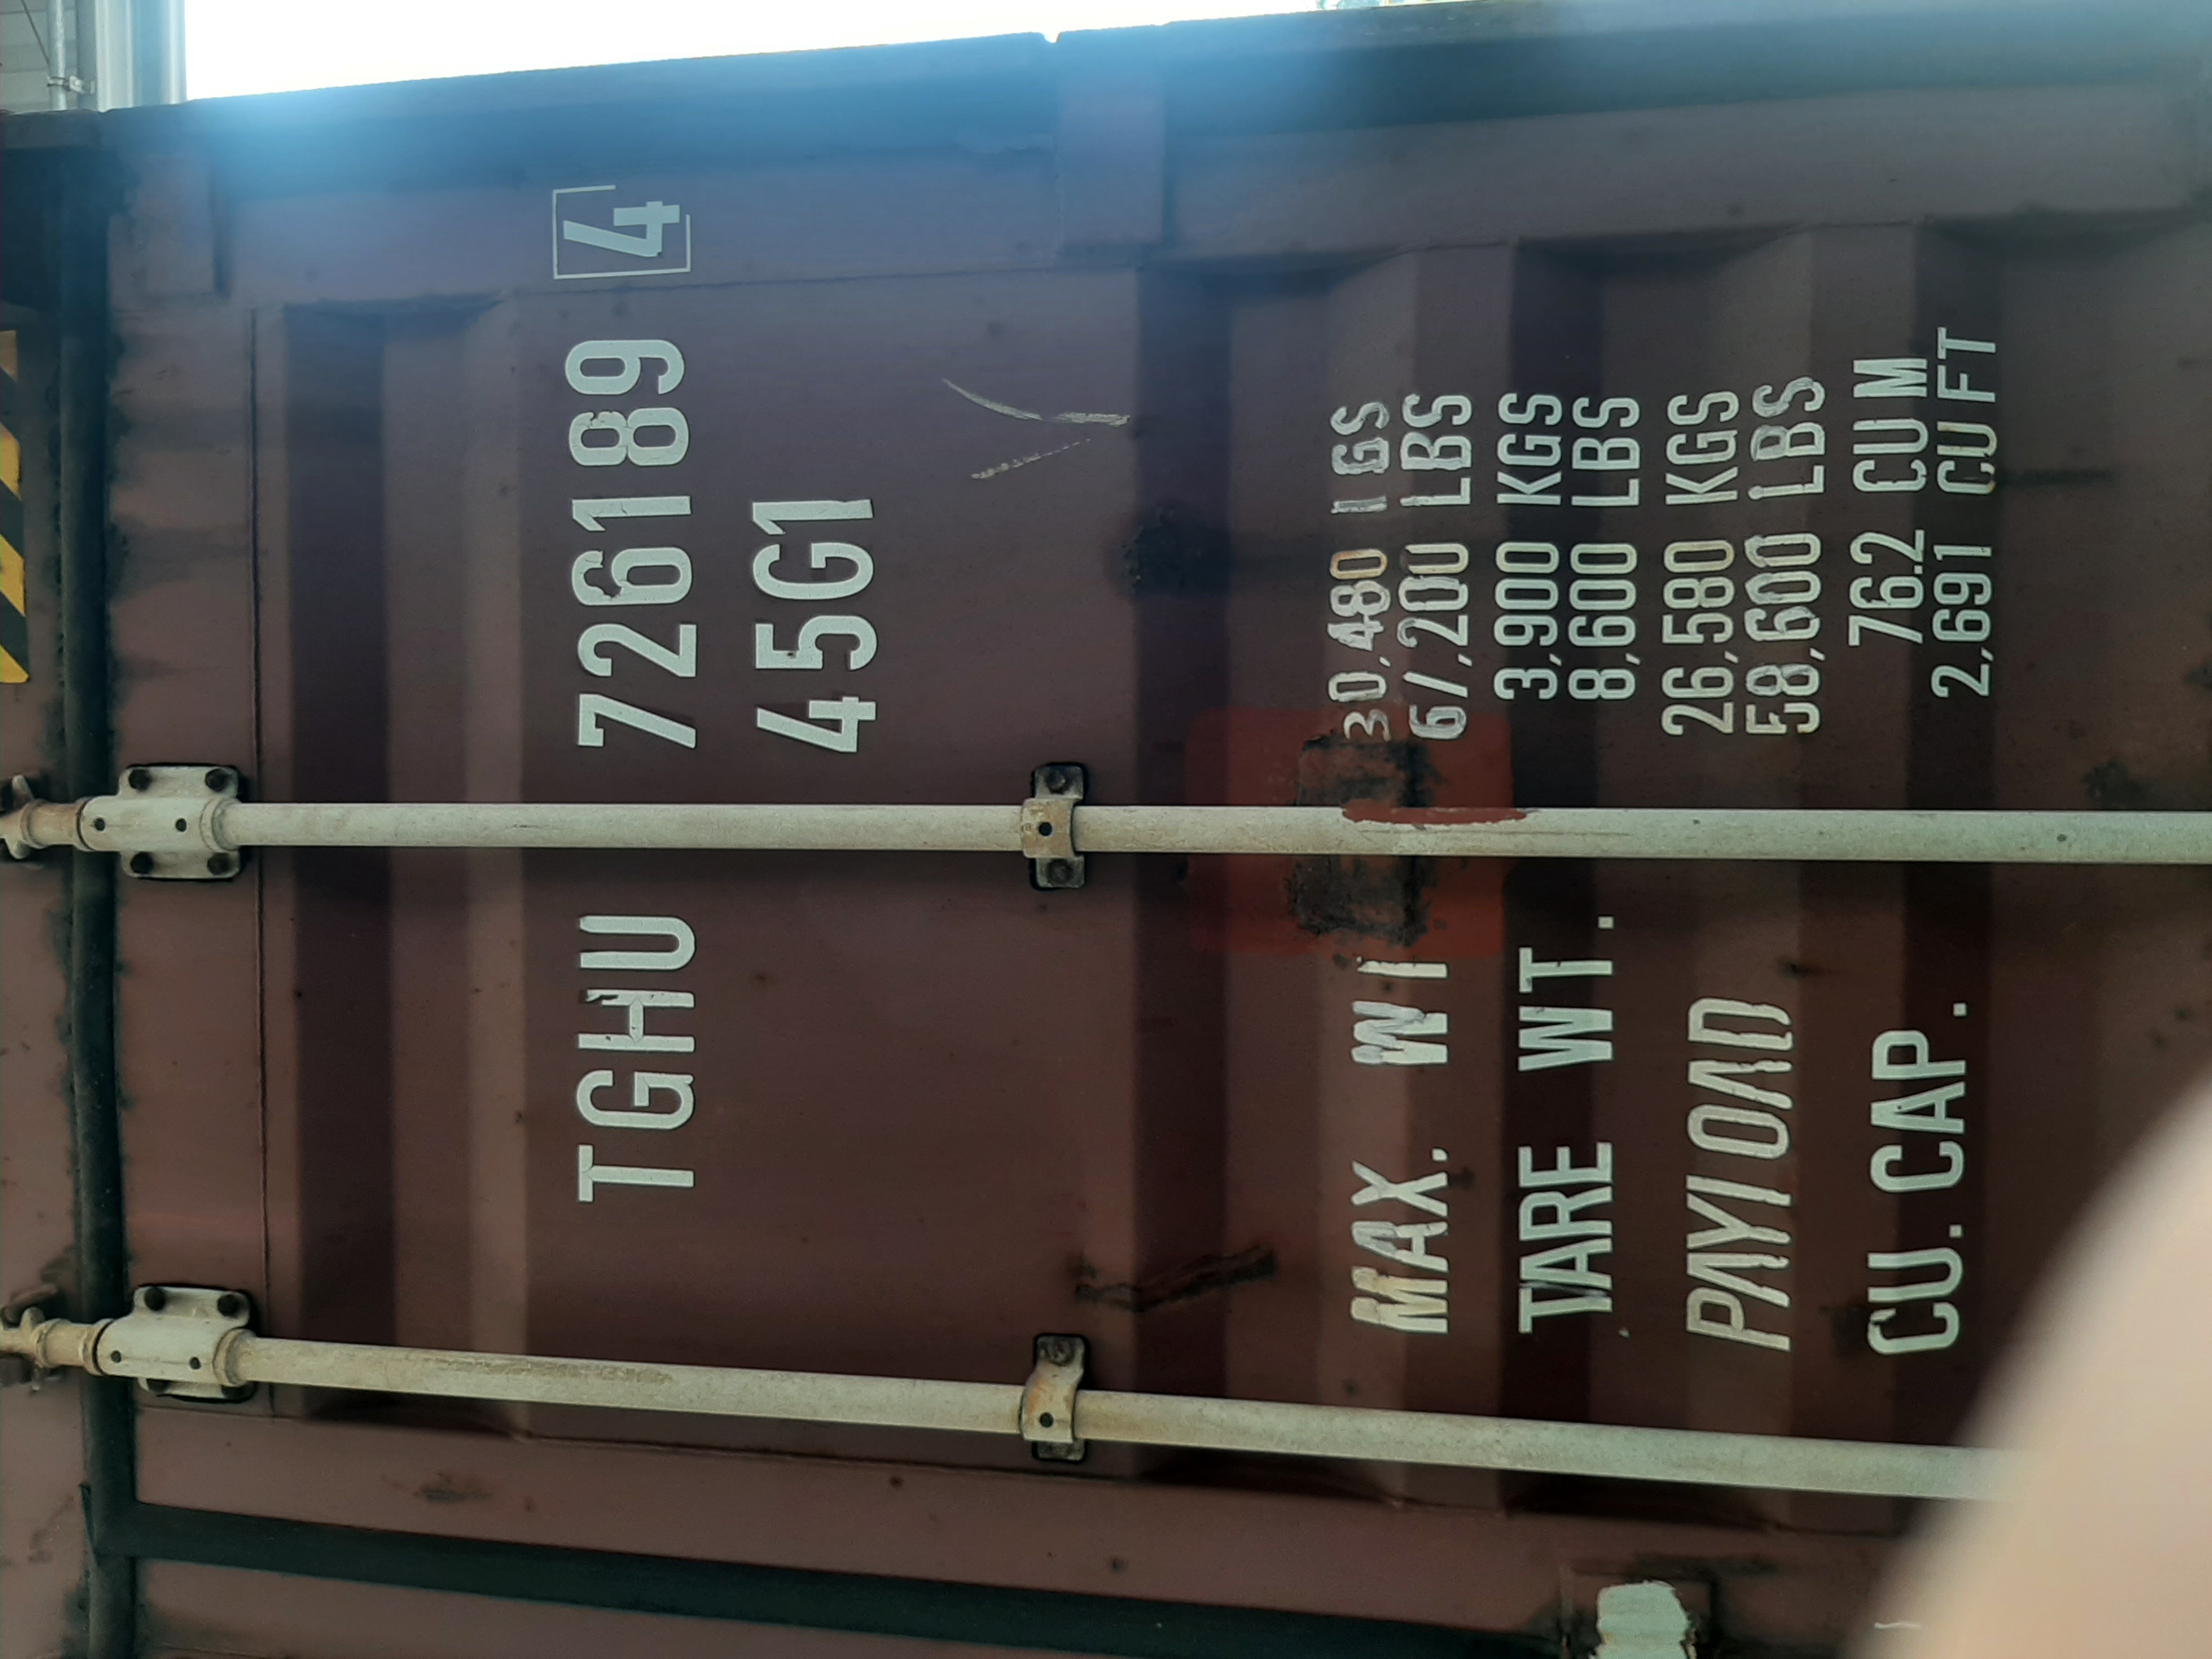 TGHU 726189 4
45G1
MAX. WT 30,480 KGS
67,200 LBS
TARE WT. 3,900 KGS
8,600 LBS
PAYLOAD 26,580 KGS
58,600 LBS
CU. CAP. 76.2 CU M
2,691 CU FT